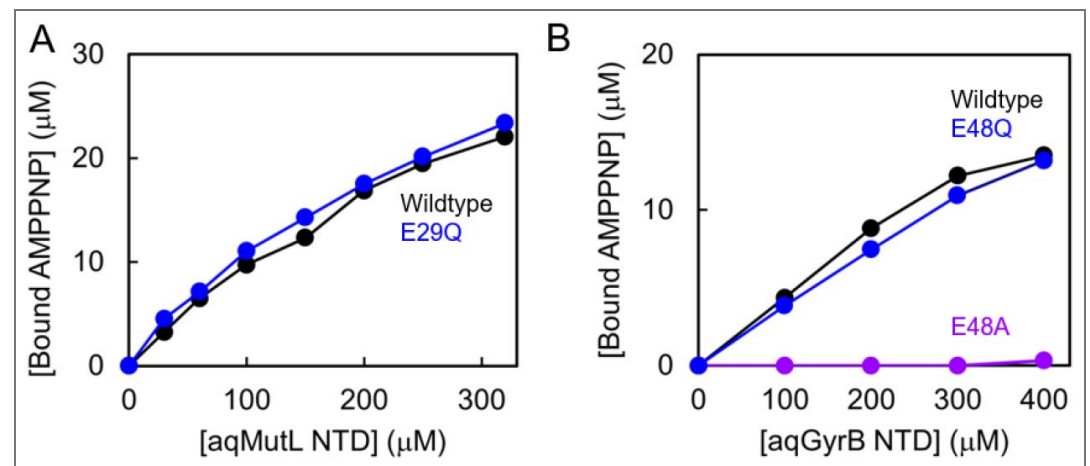 A
30
20
10
0
[Bound AMPPNP] (μM)
Wildtype
E29Q
0 100 200 300
[aqMutL NTD] (μM)
B
20
10
0
[Bound AMPPNP] (μM)
Wildtype
E48Q
E48A
0 100 200 300 400
[aqGyrB NTD] (μM)